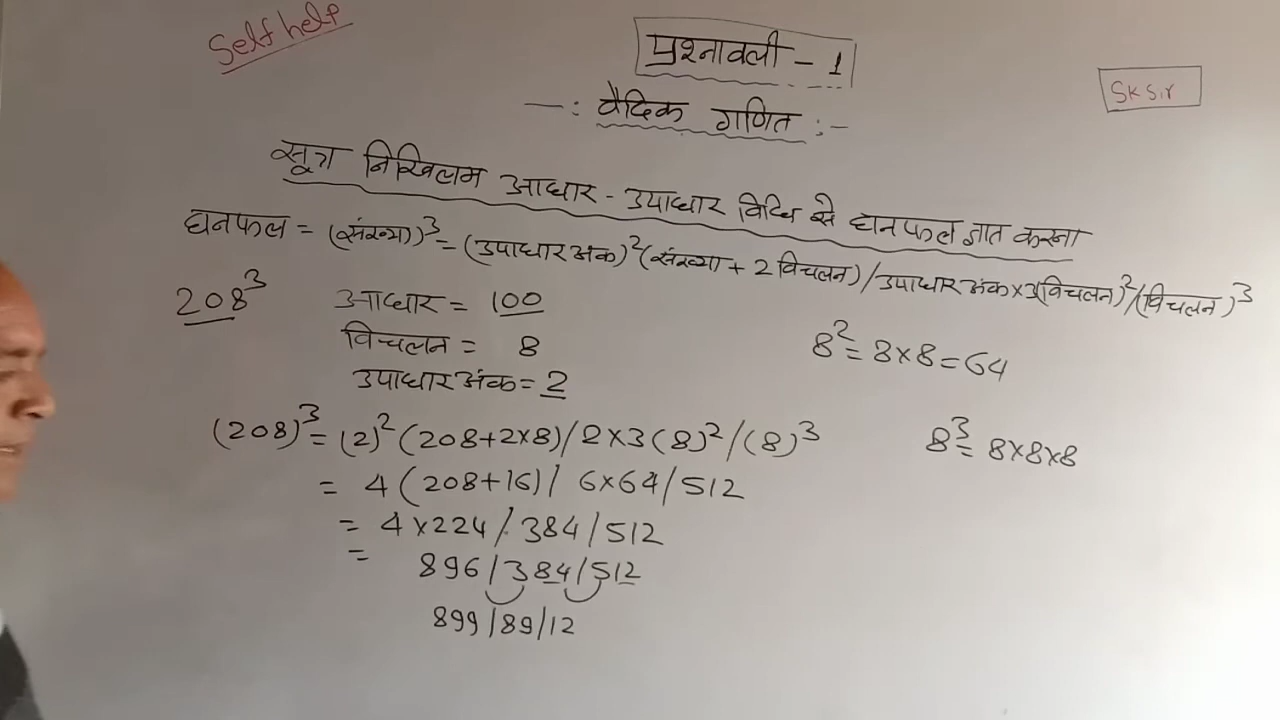 Self help
प्रश्नावली - 1
SK Sir
-: वैदिक गणित :-
सूत्र निखिलम आधार - उपाधार विधि से घनफल ज्ञात करना
घनफल = (संख्या)³ = (उपाधार अंक)² (संख्या + 2 विचलन) / उपाधार अंक × 3(विचलन)² / (विचलन)³
208³ आधार = 100
विचलन = 8
8² = 8×8 = 64
उपाधार अंक = 2
(208)³ = (2)² (208+2×8) / 2×3 (8)² / (8)³
8³ = 8×8×8
= 4 (208+16) / 6×64 / 512
= 4×224 / 384 / 512
= 896 / 384 / 512
899 / 89 / 12